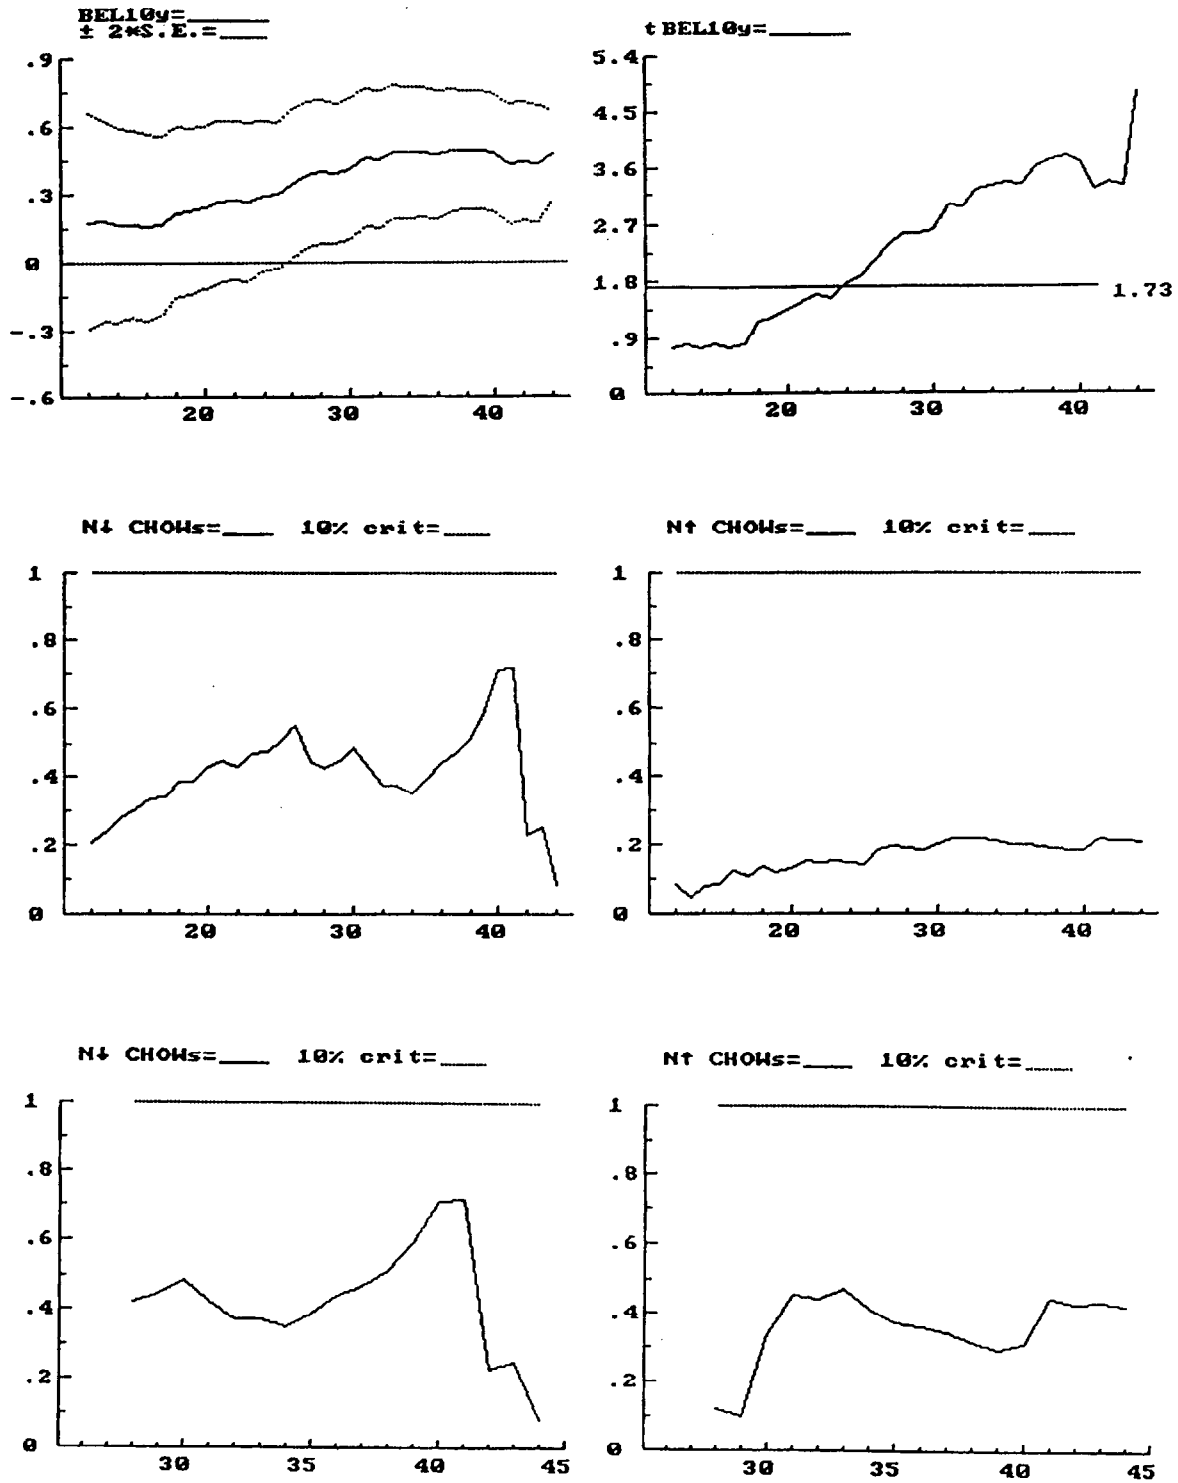 BEL10y=
± 2*S.E.=
.9
.6
.3
0
-.3
-.6
20 30 40
t BEL10y=
5.4
4.5
3.6
2.7
1.8
.9
0
1.73
20 30 40
N↓ CHOWs= 10% crit=
1
.8
.6
.4
.2
0
20 30 40
N↑ CHOWs= 10% crit=
1
.8
.6
.4
.2
0
20 30 40
N↓ CHOWs= 10% crit=
1
.8
.6
.4
.2
0
30 35 40 45
N↑ CHOWs= 10% crit=
1
.8
.6
.4
.2
0
30 35 40 45